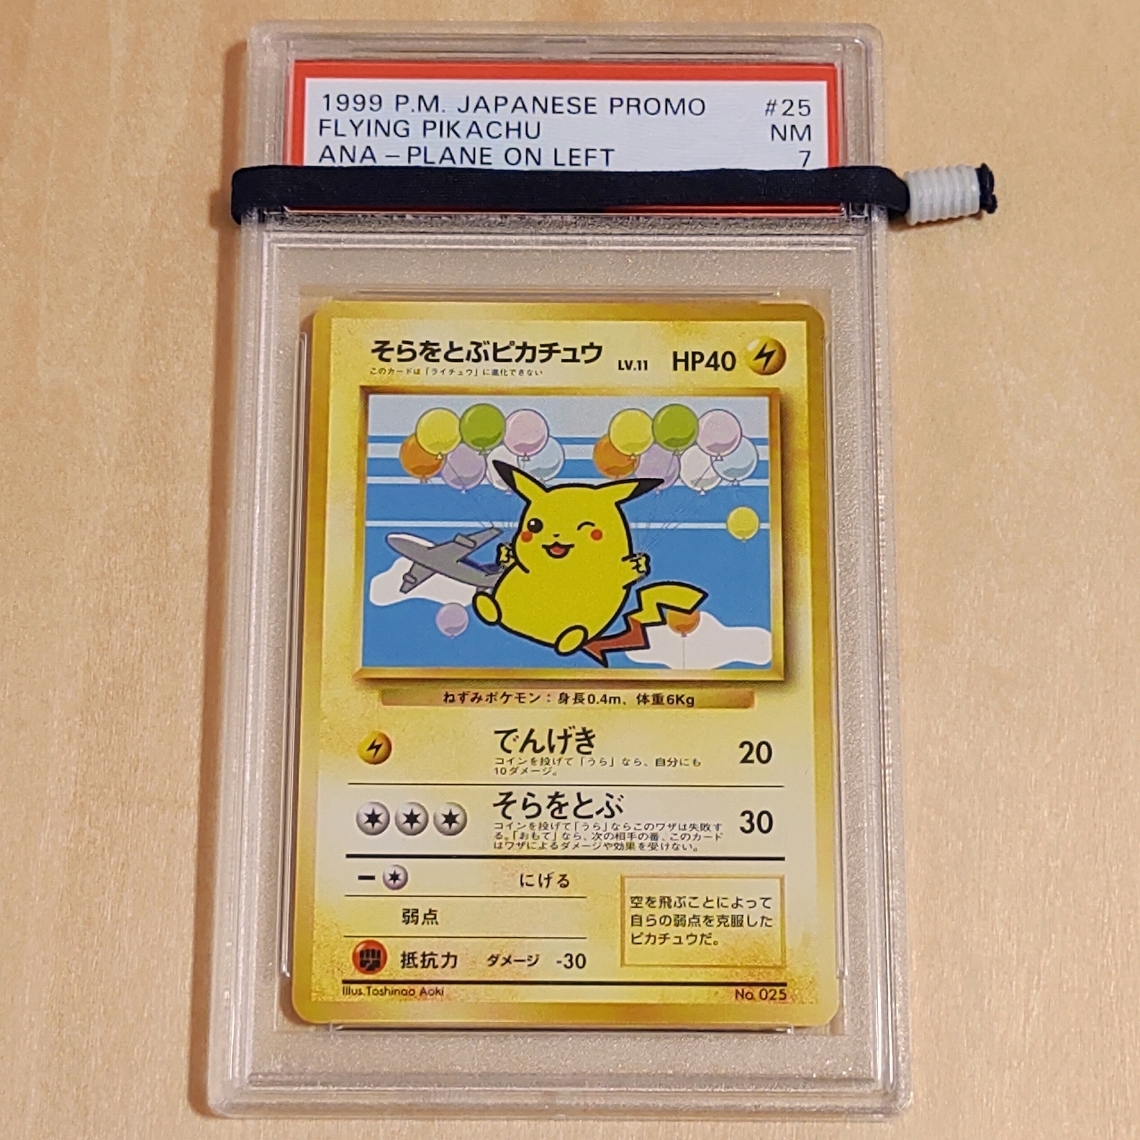 1999 P.M. JAPANESE PROMO #25
FLYING PIKACHU NM
ANA - PLANE ON LEFT 7
そらをとぶピカチュウ LV.11 HP40
このカードは「ライチュウ」に進化できない
ねずみポケモン：身長0.4m、体重6Kg
でんげき 20
コインを投げて「うら」なら、自分にも
10ダメージ。
そらをとぶ 30
コインを投げて「うら」ならこのワザは失敗す
る。「おもて」なら、次の相手の番、このカード
はワザによるダメージや効果を受けない。
にげる
弱点
抵抗力 ダメージ -30
空を飛ぶことによって
自らの弱点を克服した
ピカチュウだ。
Illus.Toshinao Aoki No.025